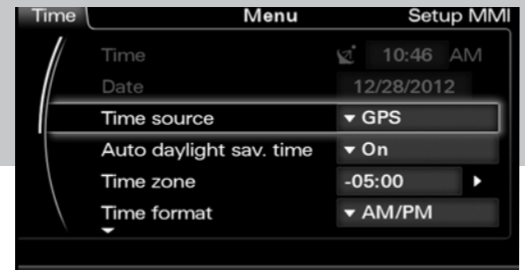 Time Menu Setup MMI
Time 10:46 AM
Date 12/28/2012
Time source GPS
Auto daylight sav. time On
Time zone -05:00
Time format AM/PM